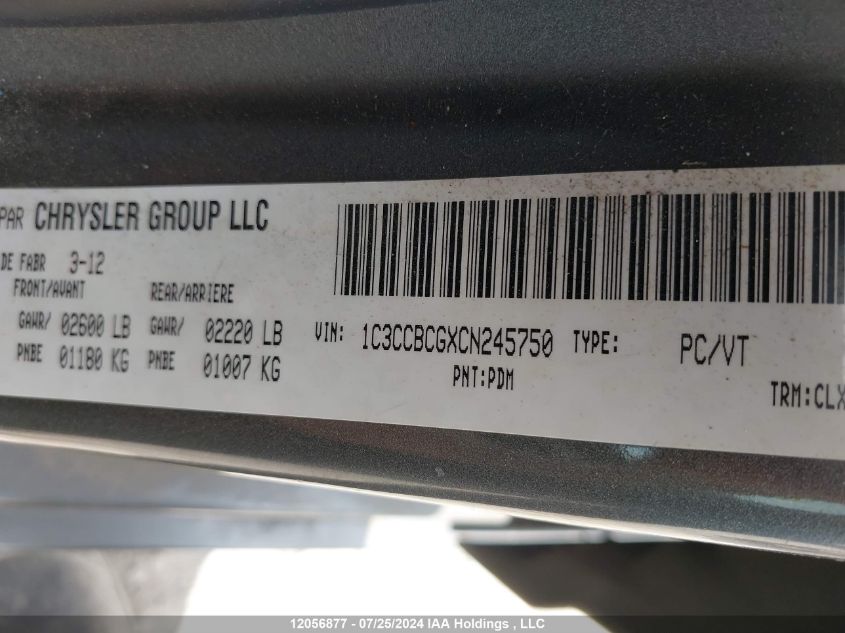 PAR CHRYSLER GROUP LLC
DE FABR 3-12
FRONT/AVANT REAR/ARRIERE
GAWR/ 02600 LB GAWR/ 02220 LB
PNBE 01180 KG PNBE 01007 KG
VIN: 1C3CCBCGXCN245750 TYPE: PC/VT
PNT:PDM
TRM:CLX
12056877 - 07/25/2024 IAA Holdings , LLC